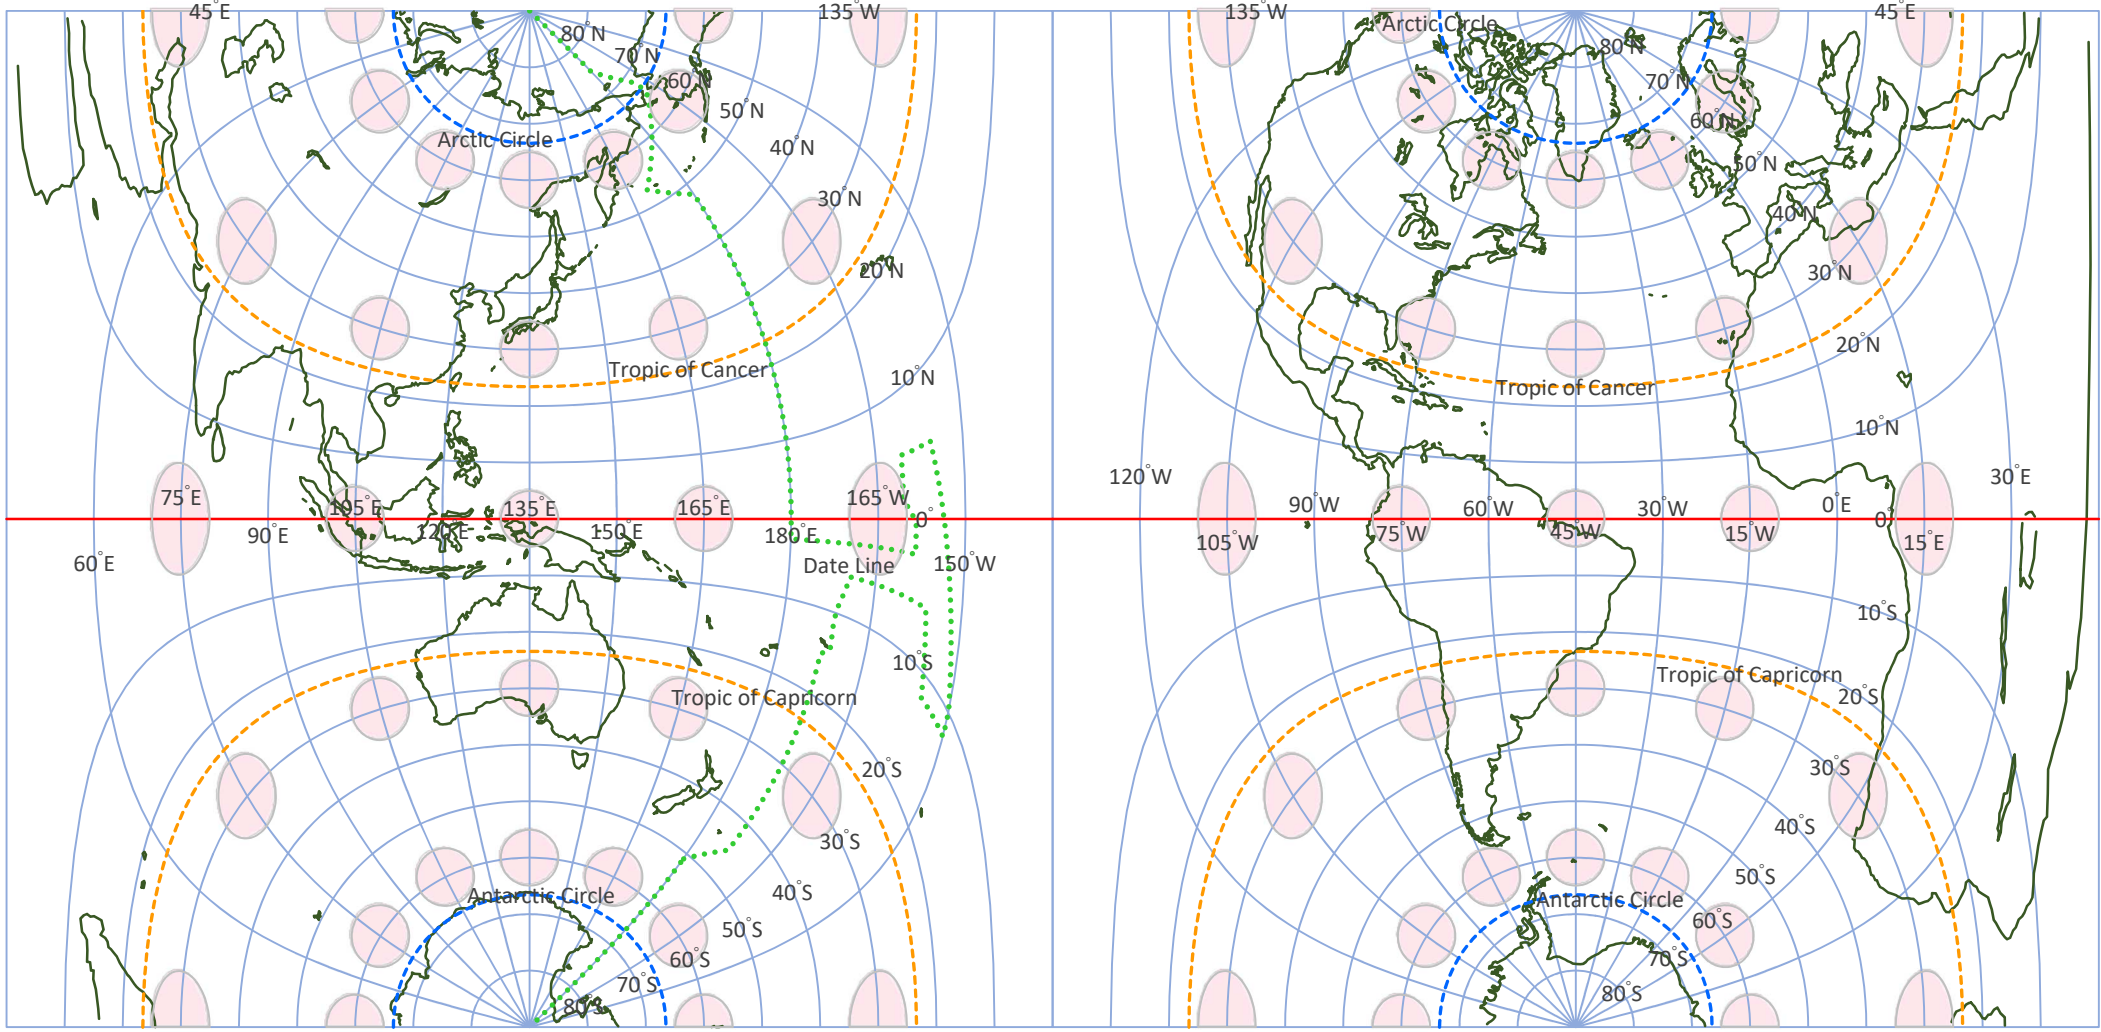 45°E
135°W
135°W
Arctic Circle
45°E
80°N
70°N
60°N
50°N
40°N
30°N
20°N
10°N
Arctic Circle
Tropic of Cancer
80°N
70°N
60°N
50°N
40°N
30°N
20°N
10°N
Tropic of Cancer
75°E
105°E
135°E
165°E
165°W
0°
60°E
90°E
120°E
150°E
180°E
150°W
Date Line
120°W
90°W
60°W
30°W
0°E
30°E
0°
105°W
75°W
45°W
15°W
15°E
10°S
Tropic of Capricorn
20°S
30°S
40°S
50°S
60°S
70°S
80°S
Antarctic Circle
10°S
Tropic of Capricorn
20°S
30°S
40°S
50°S
60°S
70°S
80°S
Antarctic Circle